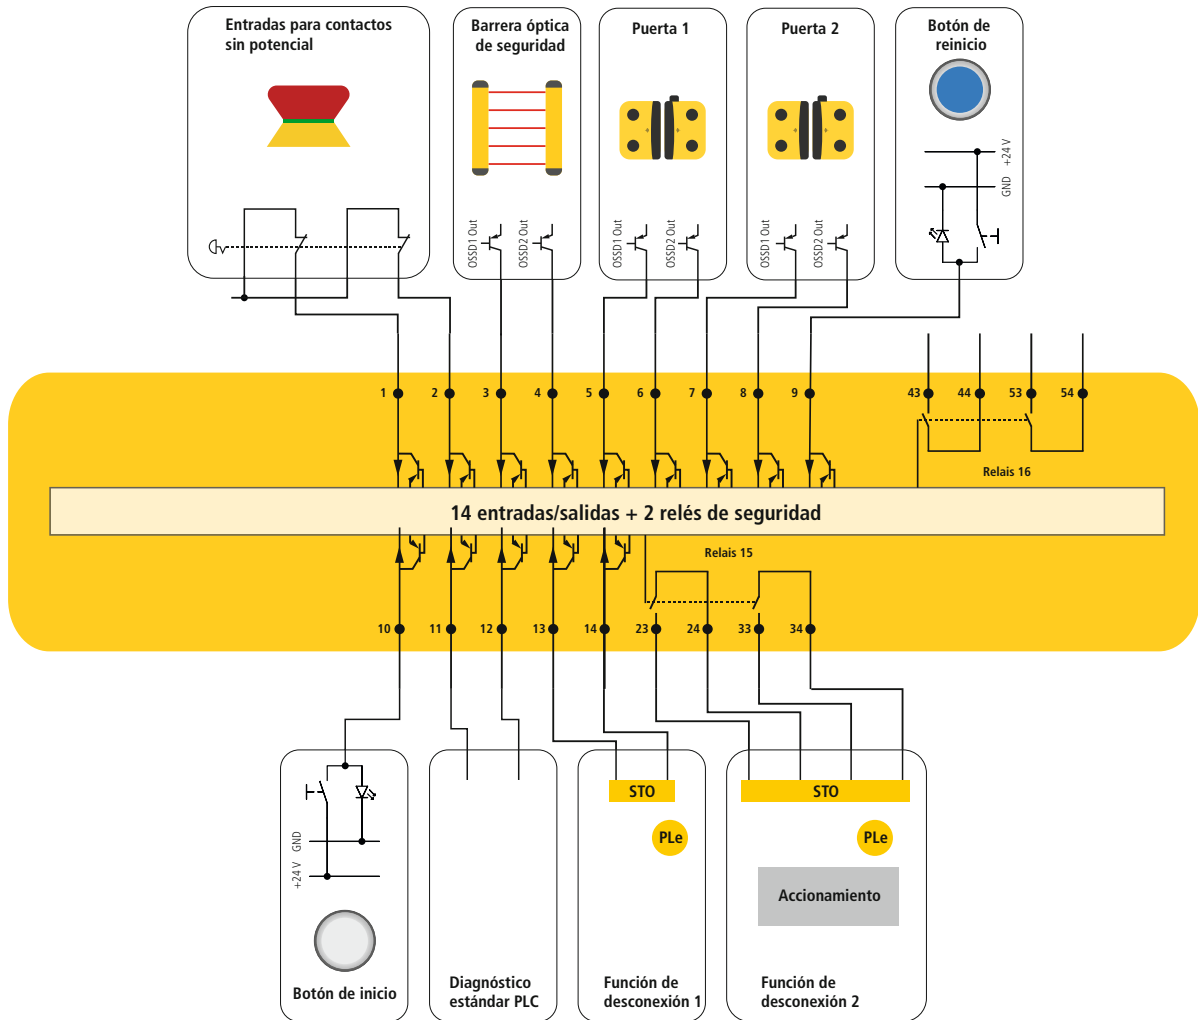 Entradas para contactos
sin potencial
Barrera óptica
de seguridad
Puerta 1
Puerta 2
Botón de
reinicio
+24 V
GND
OSSD1 Out
OSSD2 Out
OSSD1 Out
OSSD2 Out
OSSD1 Out
OSSD2 Out
1
2
3
4
5
6
7
8
9
43
44
53
54
Relais 16
14 entradas/salidas + 2 relés de seguridad
Relais 15
10
11
12
13
14
23
24
33
34
GND
+24 V
STO
STO
PLe
PLe
Accionamiento
Botón de inicio
Diagnóstico
estándar PLC
Función de
desconexión 1
Función de
desconexión 2